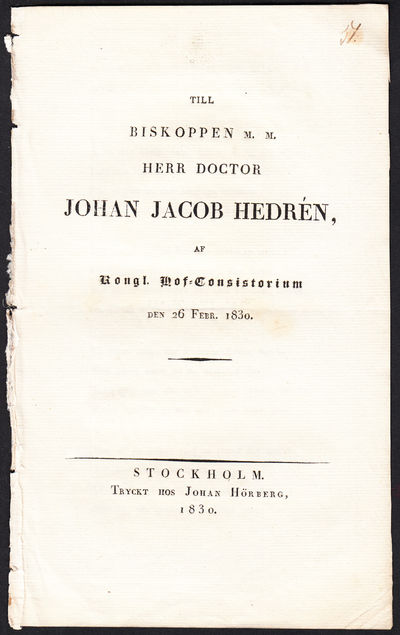 51.
TILL
BISKOPPEN M. M.
HERR DOCTOR
JOHAN JACOB HEDRÉN,
AF
Kongl. Hof-Consistorium
DEN 26 FEBR. 1830.
STOCKHOLM.
TRYCKT HOS JOHAN HÖRBERG,
1830.